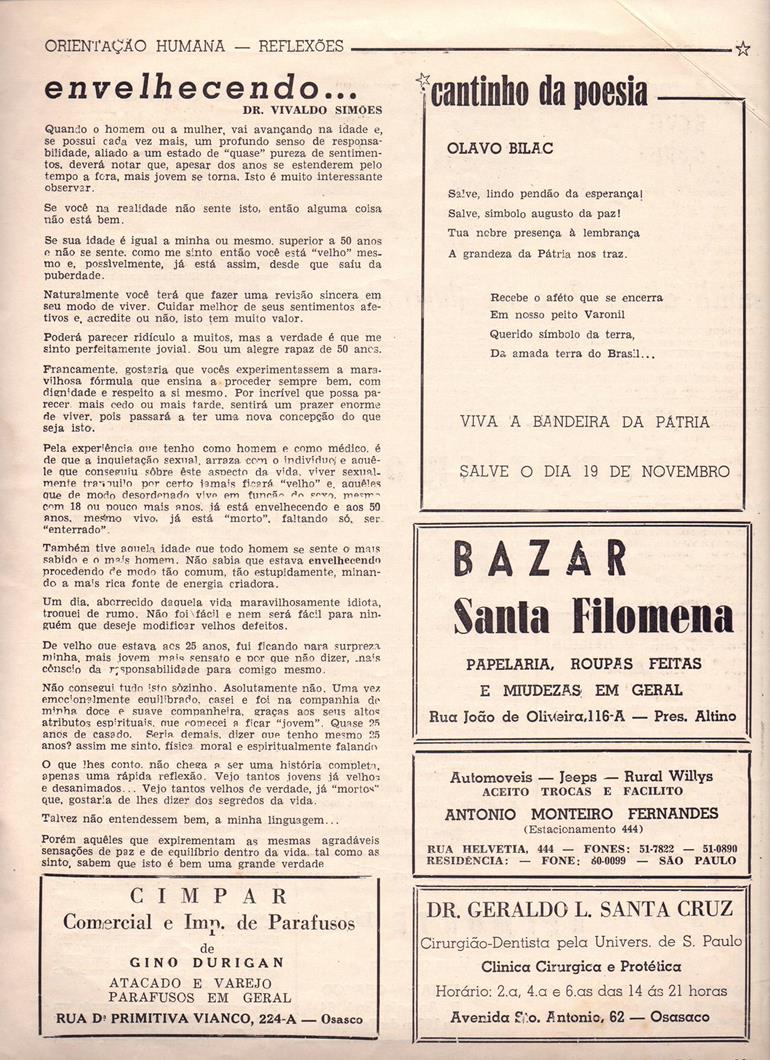 ORIENTAÇÃO HUMANA — REFLEXÕES
envelhecendo...
DR. VIVALDO SIMÕES
Quando o homem ou a mulher, vai avançando na idade e,
se possui cada vez mais, um profundo senso de responsa-
bilidade, aliado a um estado de "quase" pureza de sentimen-
tos, deverá notar que, apesar dos anos se estenderem pelo
tempo a fora, mais jovem se torna. Isto é muito interessante
observar.
Se você na realidade não sente isto, então alguma coisa
não está bem.
Se sua idade é igual a minha ou mesmo, superior a 50 anos
e não se sente, como me sinto então você está "velho" mes-
mo e, possivelmente, já está assim, desde que saíu da
puberdade.
Naturalmente você terá que fazer uma revisão sincera em
seu modo de viver. Cuidar melhor de seus sentimentos afe-
tivos e, acredite ou não, isto tem muito valor.
Poderá parecer ridículo a muitos, mas a verdade é que me
sinto perfeitamente jovial. Sou um alegre rapaz de 50 anos.
Francamente, gostaria que vocês experimentassem a mara-
vilhosa fórmula que ensina a proceder sempre bem, com
dignidade e respeito a si mesmo. Por incrível que possa pa-
recer, mais cedo ou mais tarde, sentirá um prazer enorme
de viver, pois passará a ter uma nova concepção do que
seja isto.
Pela experiência que tenho como homem e como médico, é
de que a inquietação sexual, arraza com o indivíduo; e aquê-
le que conseguiu sôbre êste aspecto da vida, viver sexual-
mente tranquilo por certo jamais ficará "velho" e, aquêles
que de modo desordenado vive em função do sexo, mesmo
com 18 ou pouco mais anos, já está envelhecendo e aos 50
anos, mesmo vivo, já está "morto", faltando só, ser
"enterrado".
Também tive aquela idade que todo homem se sente o mais
sabido e o mais homem. Não sabia que estava envelhecendo
procedendo de modo tão comum, tão estupidamente, minan-
do a mais rica fonte de energia criadora.
Um dia, aborrecido daquela vida maravilhosamente idiota,
troquei de rumo. Não foi fácil e nem será fácil para nin-
guém que deseje modificar velhos defeitos.
De velho que estava aos 25 anos, fui ficando para surpreza
minha, mais jovem mais sensato e por que não dizer, mais
cônscio da responsabilidade para comigo mesmo.
Não consegui tudo isto sòzinho. Asolutamente não. Uma vez
emocionalmente equilibrado, casei e foi na companhia de
minha doce e suave companheira, graças aos seus altos
atributos espirituais, que comecei a ficar "jovem". Quase 25
anos de casado. Seria demais, dizer que tenho mesmo 25
anos? assim me sinto, física, moral e espiritualmente falando
O que lhes conto, não chega a ser uma história completa,
apenas uma rápida reflexão. Vejo tantos jovens já velhos
e desanimados... Vejo tantos velhos de verdade, já "mortos"
que, gostaria de lhes dizer dos segredos da vida.
Talvez não entendessem bem, a minha linguagem...
Porém aquêles que expirementam as mesmas agradáveis
sensações de paz e de equilíbrio dentro da vida, tal como as
sinto, sabem que isto é bem uma grande verdade
CIMPAR
Comercial e Imp. de Parafusos
de
GINO DURIGAN
ATACADO E VAREJO
PARAFUSOS EM GERAL
RUA Dª PRIMITIVA VIANCO, 224-A — Osasco
cantinho da poesia
OLAVO BILAC
Salve, lindo pendão da esperança!
Salve, símbolo augusto da paz!
Tua nobre presença à lembrança
A grandeza da Pátria nos traz.
Recebe o aféto que se encerra
Em nosso peito Varonil
Querido símbolo da terra,
Da amada terra do Brasil...
VIVA A BANDEIRA DA PÁTRIA
SALVE O DIA 19 DE NOVEMBRO
BAZAR
Santa Filomena
PAPELARIA, ROUPAS FEITAS
E MIUDEZAS EM GERAL
Rua João de Oliveira,116-A — Pres. Altino
Automoveis — Jeeps — Rural Willys
ACEITO TROCAS E FACILITO
ANTONIO MONTEIRO FERNANDES
(Estacionamento 444)
RUA HELVETIA, 444 — FONES: 51-7822 — 51-0890
RESIDÊNCIA: — FONE: 60-0099 — SÃO PAULO
DR. GERALDO L. SANTA CRUZ
Cirurgião-Dentista pela Univers. de S. Paulo
Clinica Cirurgica e Protética
Horário: 2.a, 4.a e 6.as das 14 ás 21 horas
Avenida Sto. Antonio, 62 — Osasaco